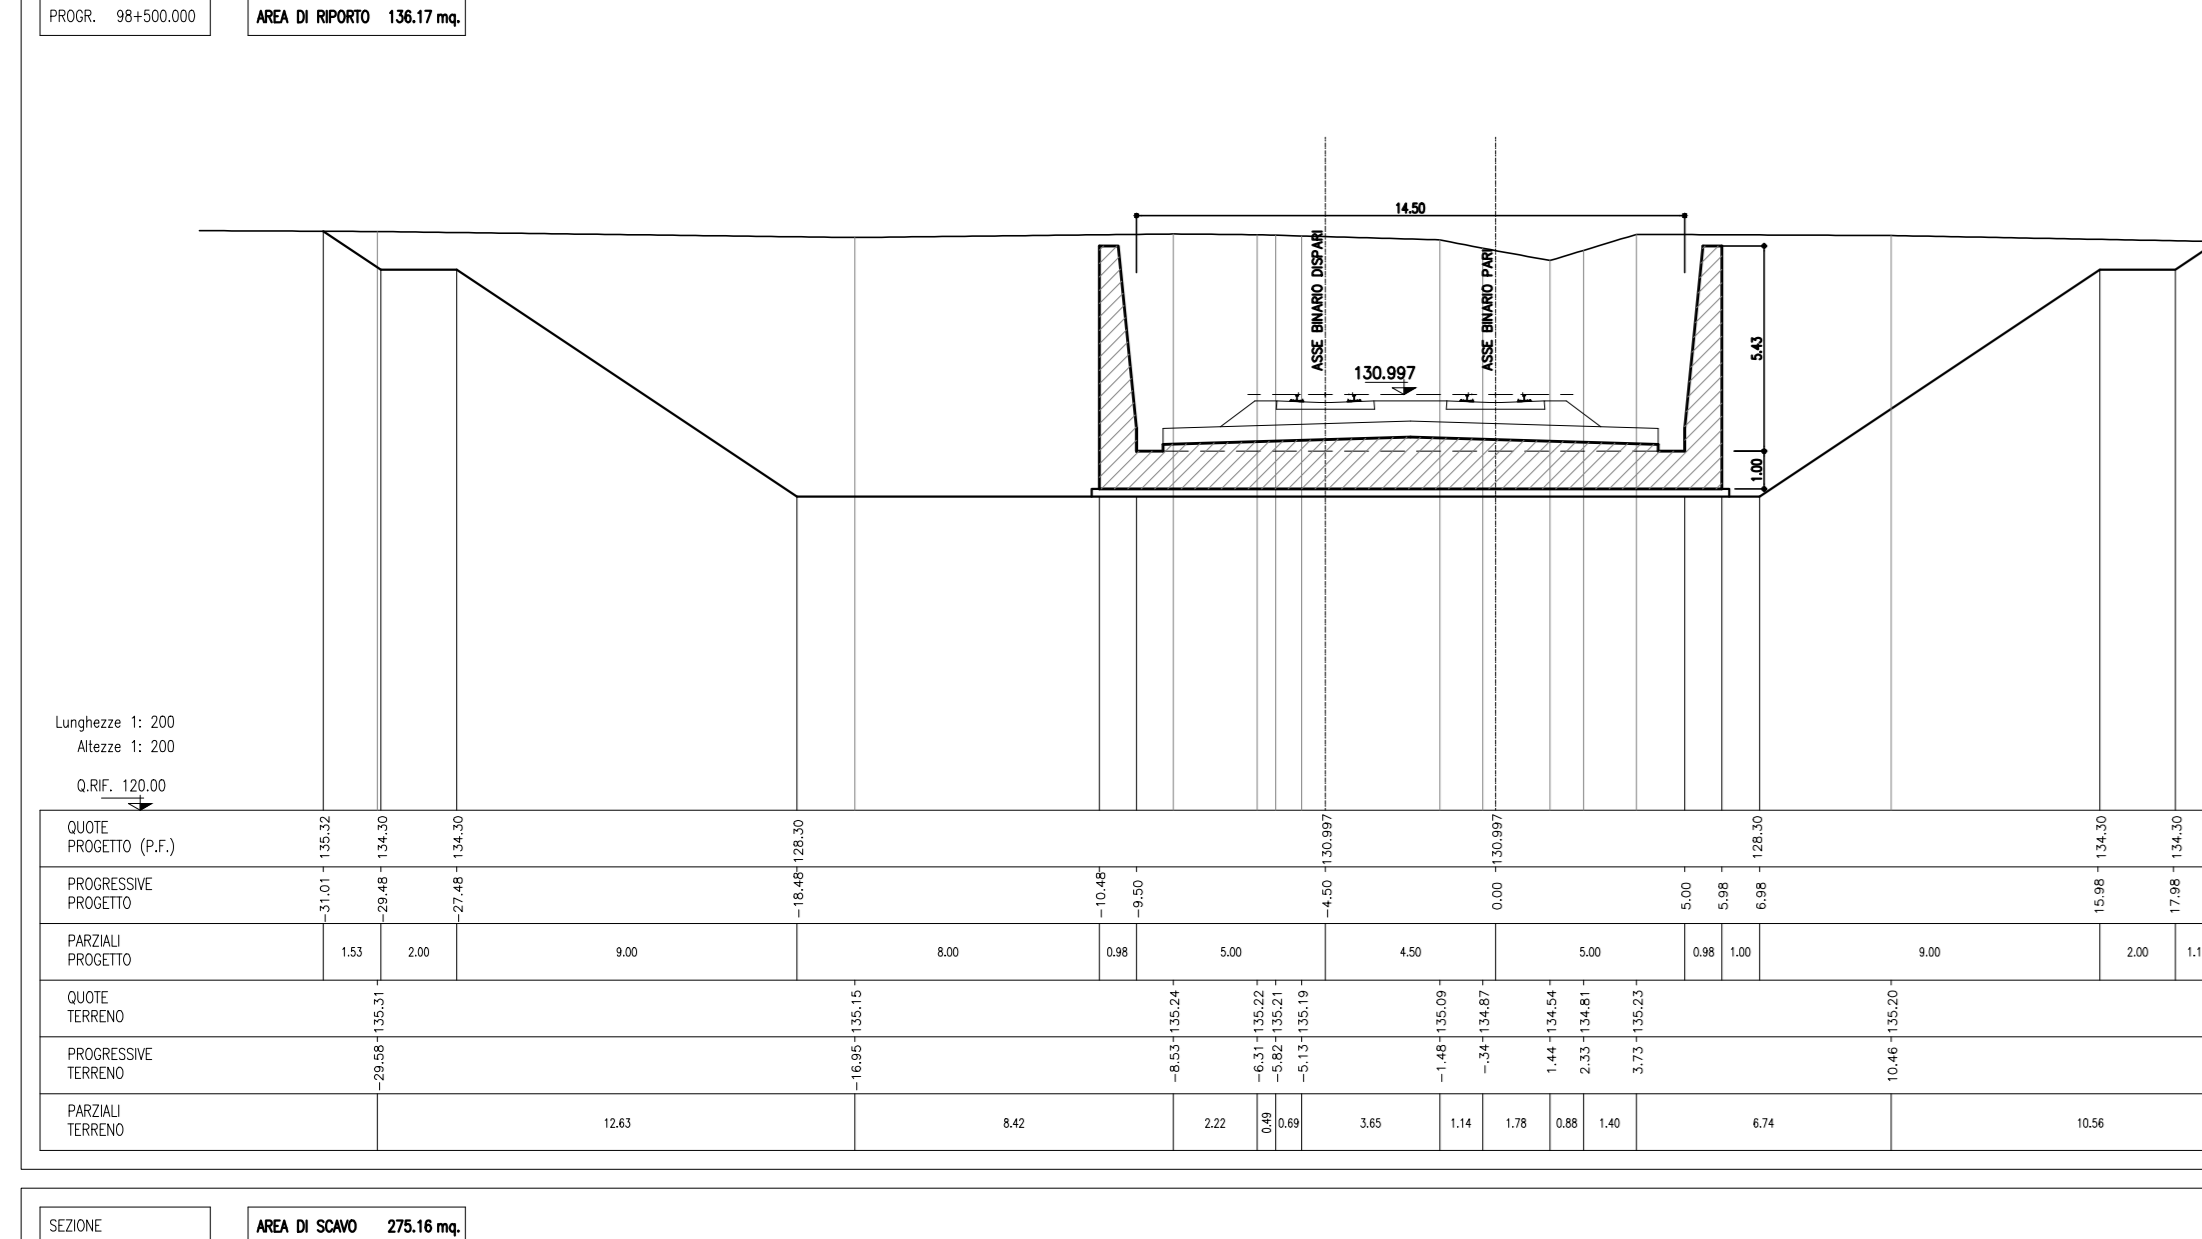 PROGR. 98+500.000
AREA DI RIPORTO 136.17 mq.
14.50
ASSE BINARIO DISPARI
ASSE BINARIO PARI
130.997
5.43
1.00
Lunghezze 1: 200
Altezze 1: 200
Q.RIF. 120.00
QUOTE
PROGETTO (P.F.)
135.32 134.30 134.30 128.30 130.997 130.997 128.30 134.30 134.30
PROGRESSIVE
PROGETTO
-31.01 -29.48 -27.48 -18.48 -10.48 -9.50 -4.50 0.00 5.00 5.98 6.98 15.98 17.98
PARZIALI
PROGETTO
1.53 2.00 9.00 8.00 0.98 5.00 4.50 5.00 0.98 1.00 9.00 2.00 1.1
QUOTE
TERRENO
135.31 135.15 135.24 135.22 135.21 135.19 135.09 134.87 134.54 134.81 135.23 135.20
PROGRESSIVE
TERRENO
-29.58 -16.95 -8.53 -6.31 -5.82 -5.13 -1.48 -.34 1.44 2.33 3.73 10.46
PARZIALI
TERRENO
12.63 8.42 2.22 0.49 0.69 3.65 1.14 1.78 0.88 1.40 6.74 10.56
SEZIONE
AREA DI SCAVO 275.16 mq.